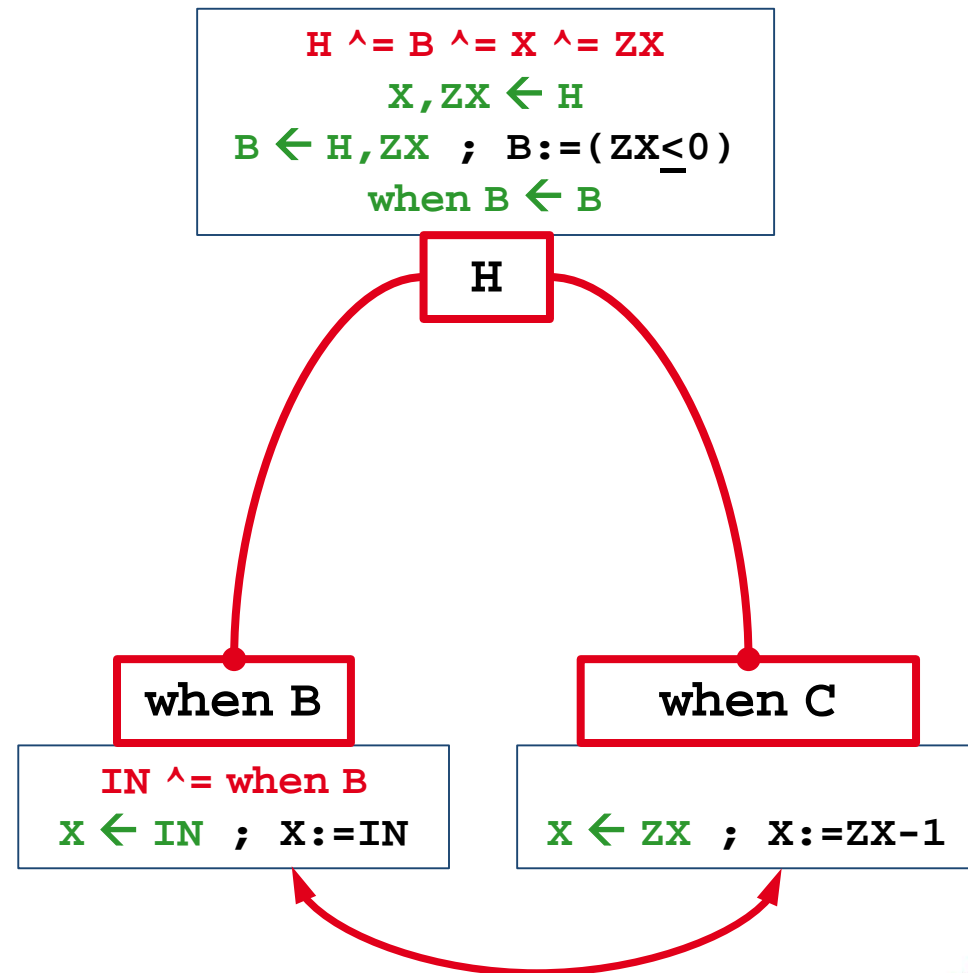 H ^= B ^= X ^= ZX
X,ZX ← H
B ← H,ZX ; B:=(ZX<0)
when B ← B
H
when B
when C
IN ^= when B
X ← IN ; X:=IN
X ← ZX ; X:=ZX-1